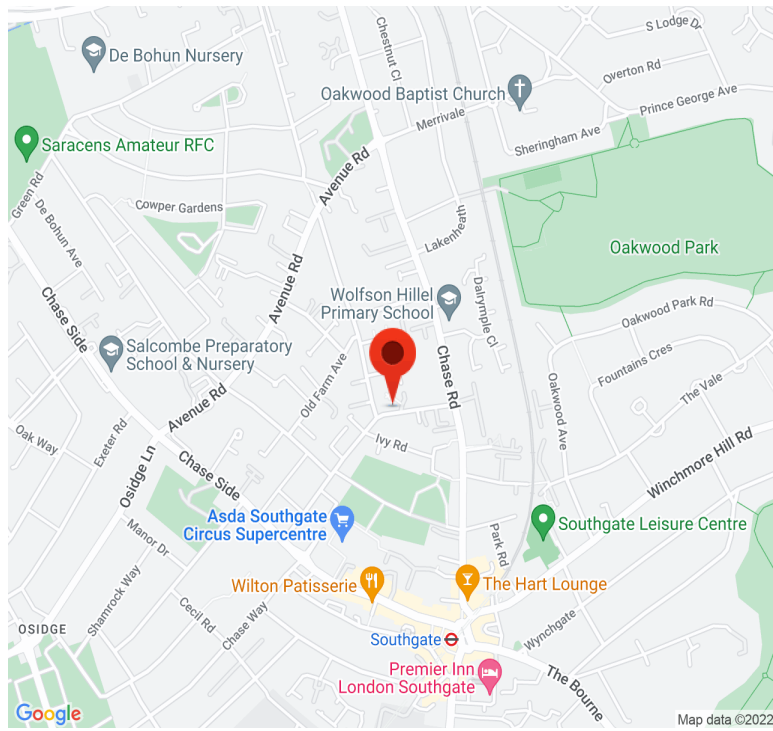 S Lodge Dr
Chestnut Cl
De Bohun Nursery
Overton Rd
Oakwood Baptist Church
Prince George Ave
Merrivale
Sheringham Ave
Saracens Amateur RFC
Avenue Rd
Green Rd
De Bohun Ave
Cowper Gardens
Lakenheath
Oakwood Park
Avenue Rd
Dalrymple Cl
Wolfson Hillel
Primary School
Oakwood Park Rd
Chase Side
Salcombe Preparatory
School & Nursery
Old Farm Ave
Chase Rd
Fountains Cres
The Vale
Oakwood Ave
Avenue Rd
Exeter Rd
Oak Way
Ivy Rd
Osidge Ln
Winchmore Hill Rd
Chase Side
Asda Southgate
Circus Supercentre
Park Rd
Southgate Leisure Centre
Manor Dr
Wilton Patisserie
The Hart Lounge
Shamrock Way
Cecil Rd
Chase Way
OSIDGE
Southgate
Wynchgate
Premier Inn
London Southgate
The Bourne
Google
Map data ©2022